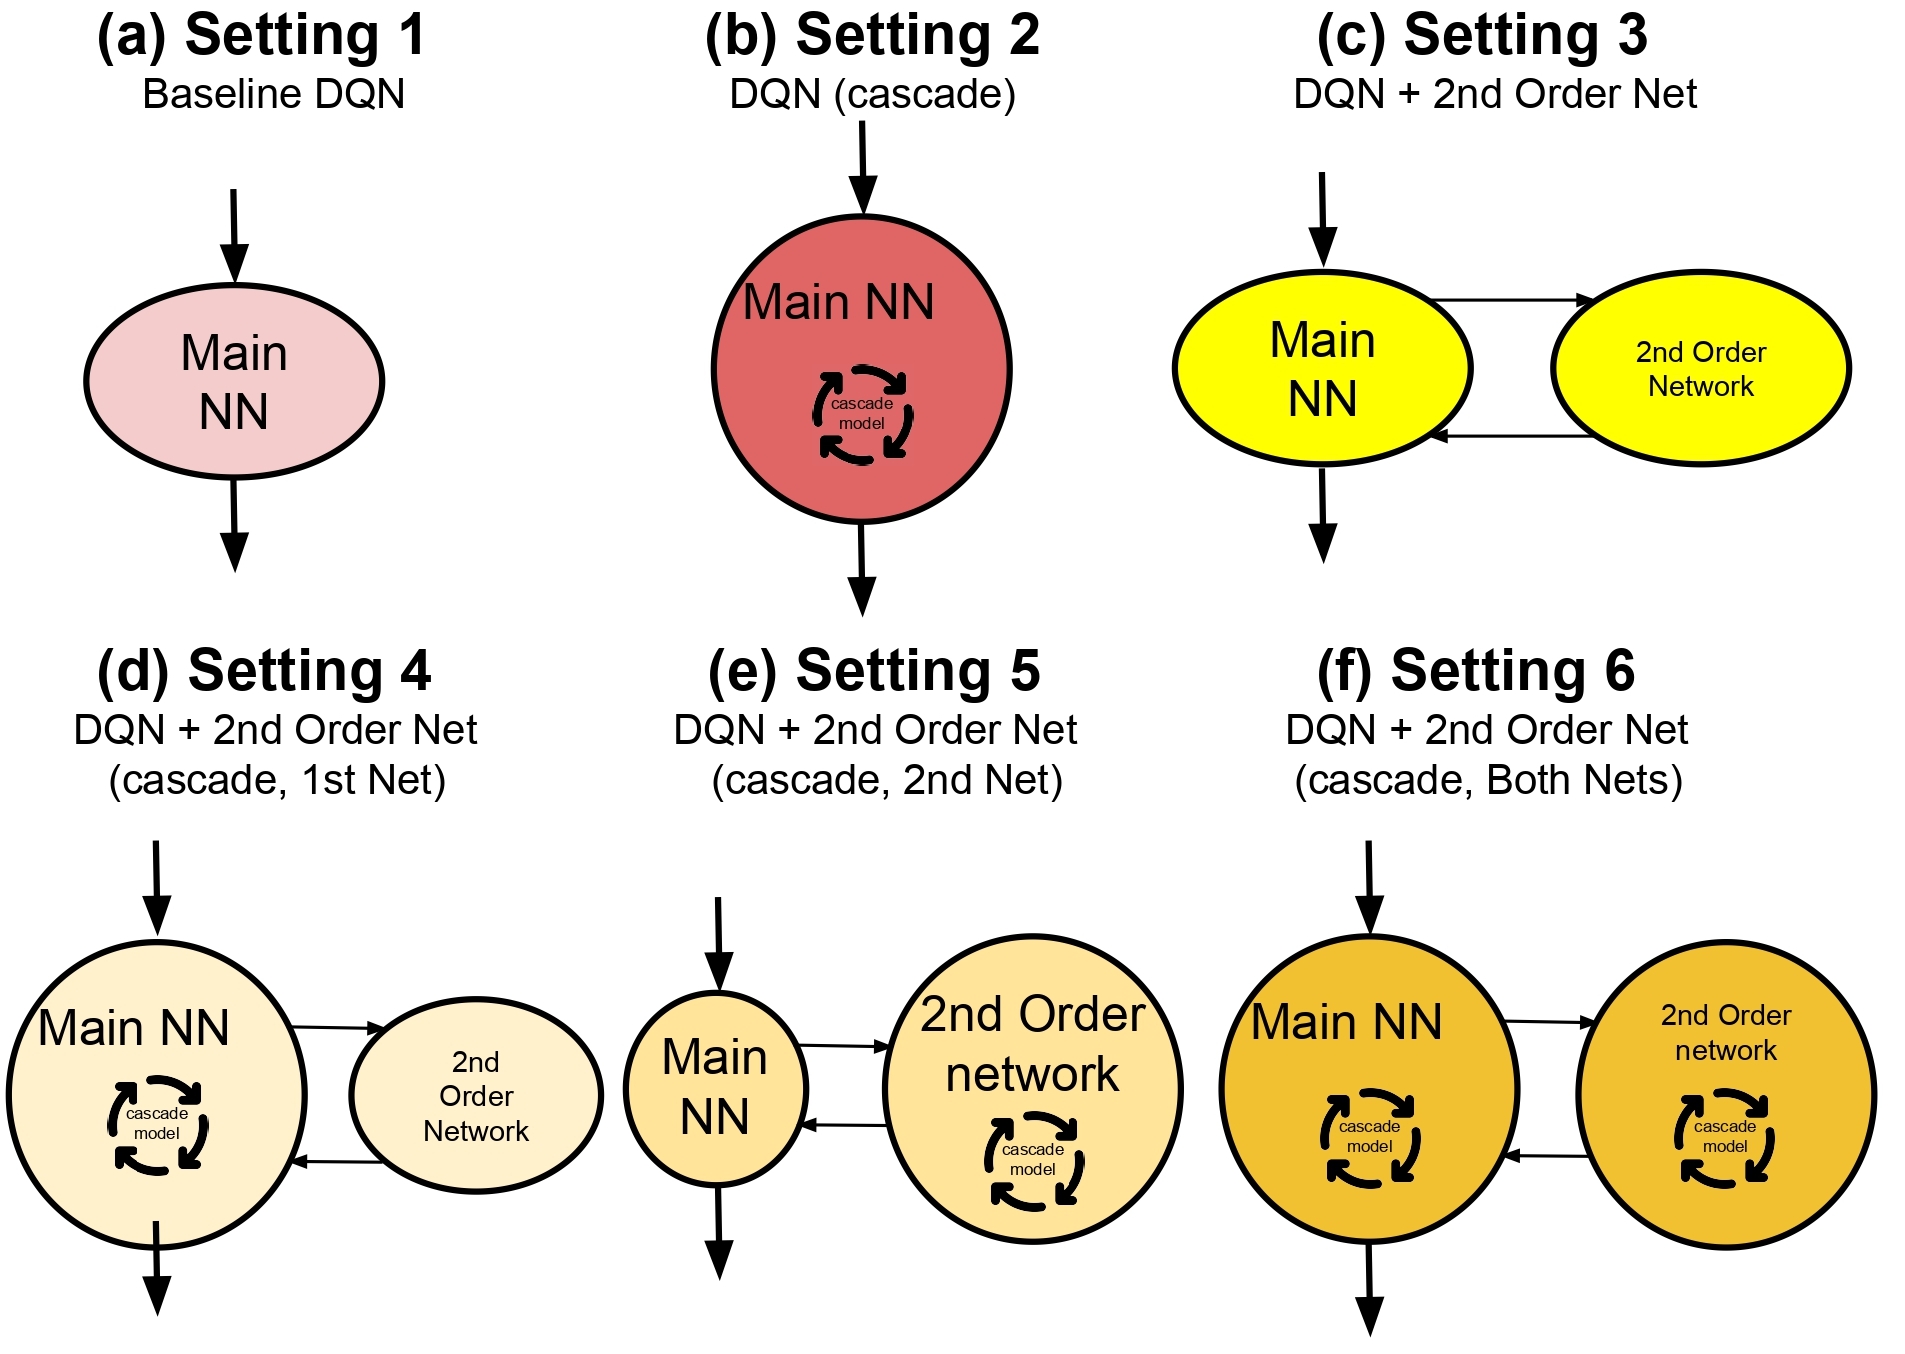 (a) Setting 1
Baseline DQN
Main
NN
(b) Setting 2
DQN (cascade)
Main NN
cascade
model
(c) Setting 3
DQN + 2nd Order Net
Main
NN
2nd Order
Network
(d) Setting 4
DQN + 2nd Order Net
(cascade, 1st Net)
Main NN
cascade
model
2nd
Order
Network
(e) Setting 5
DQN + 2nd Order Net
(cascade, 2nd Net)
Main
NN
2nd Order
network
cascade
model
(f) Setting 6
DQN + 2nd Order Net
(cascade, Both Nets)
Main NN
cascade
model
2nd Order
network
cascade
model